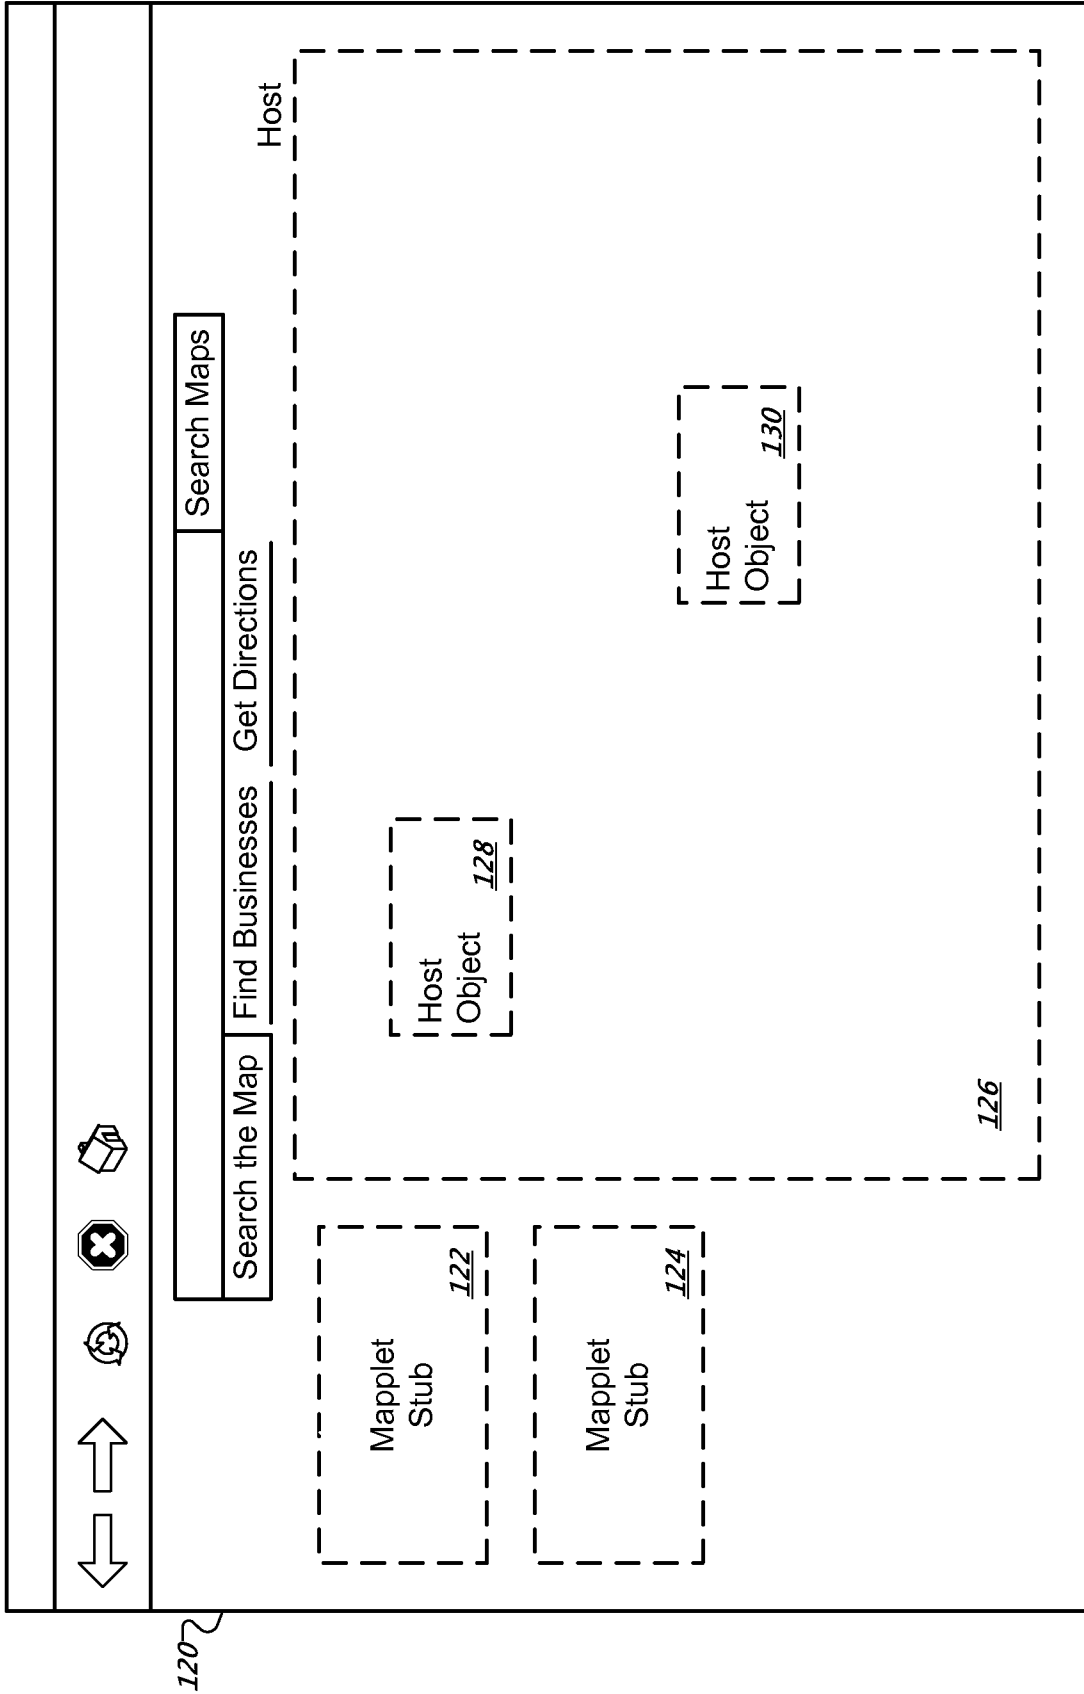 120
Search Maps
Search the Map
Find Businesses
Get Directions
Host
Mapplet
Stub
122
Mapplet
Stub
124
Host
Object
128
Host
Object
130
126